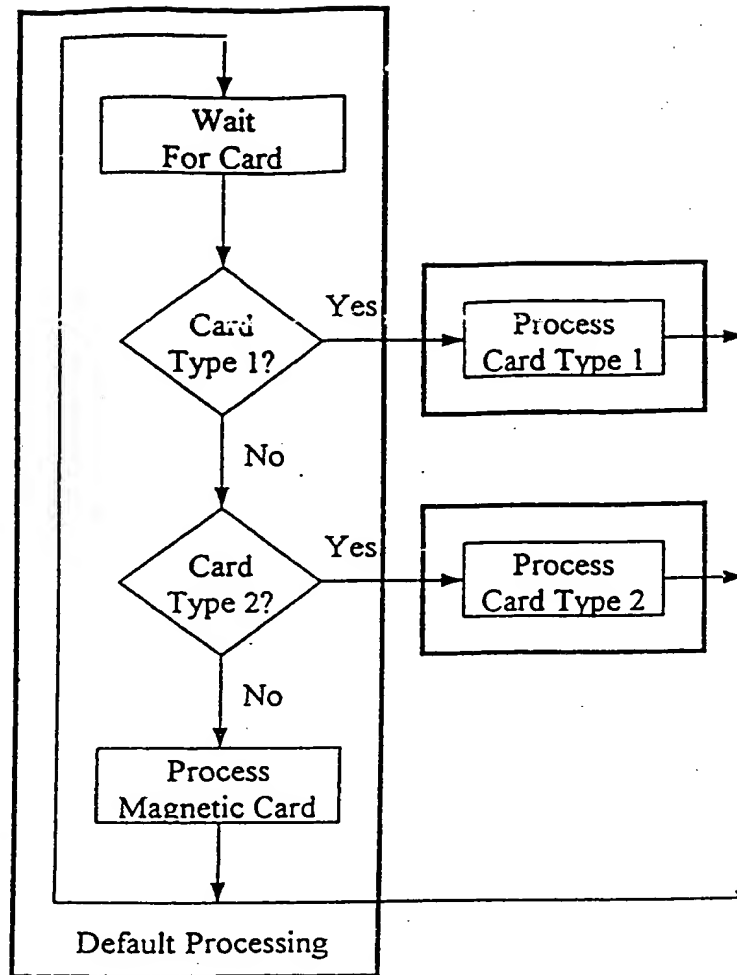 Wait
For Card
Card
Type 1?
Yes
Process
Card Type 1
No
Card
Type 2?
Yes
Process
Card Type 2
No
Process
Magnetic Card
Default Processing